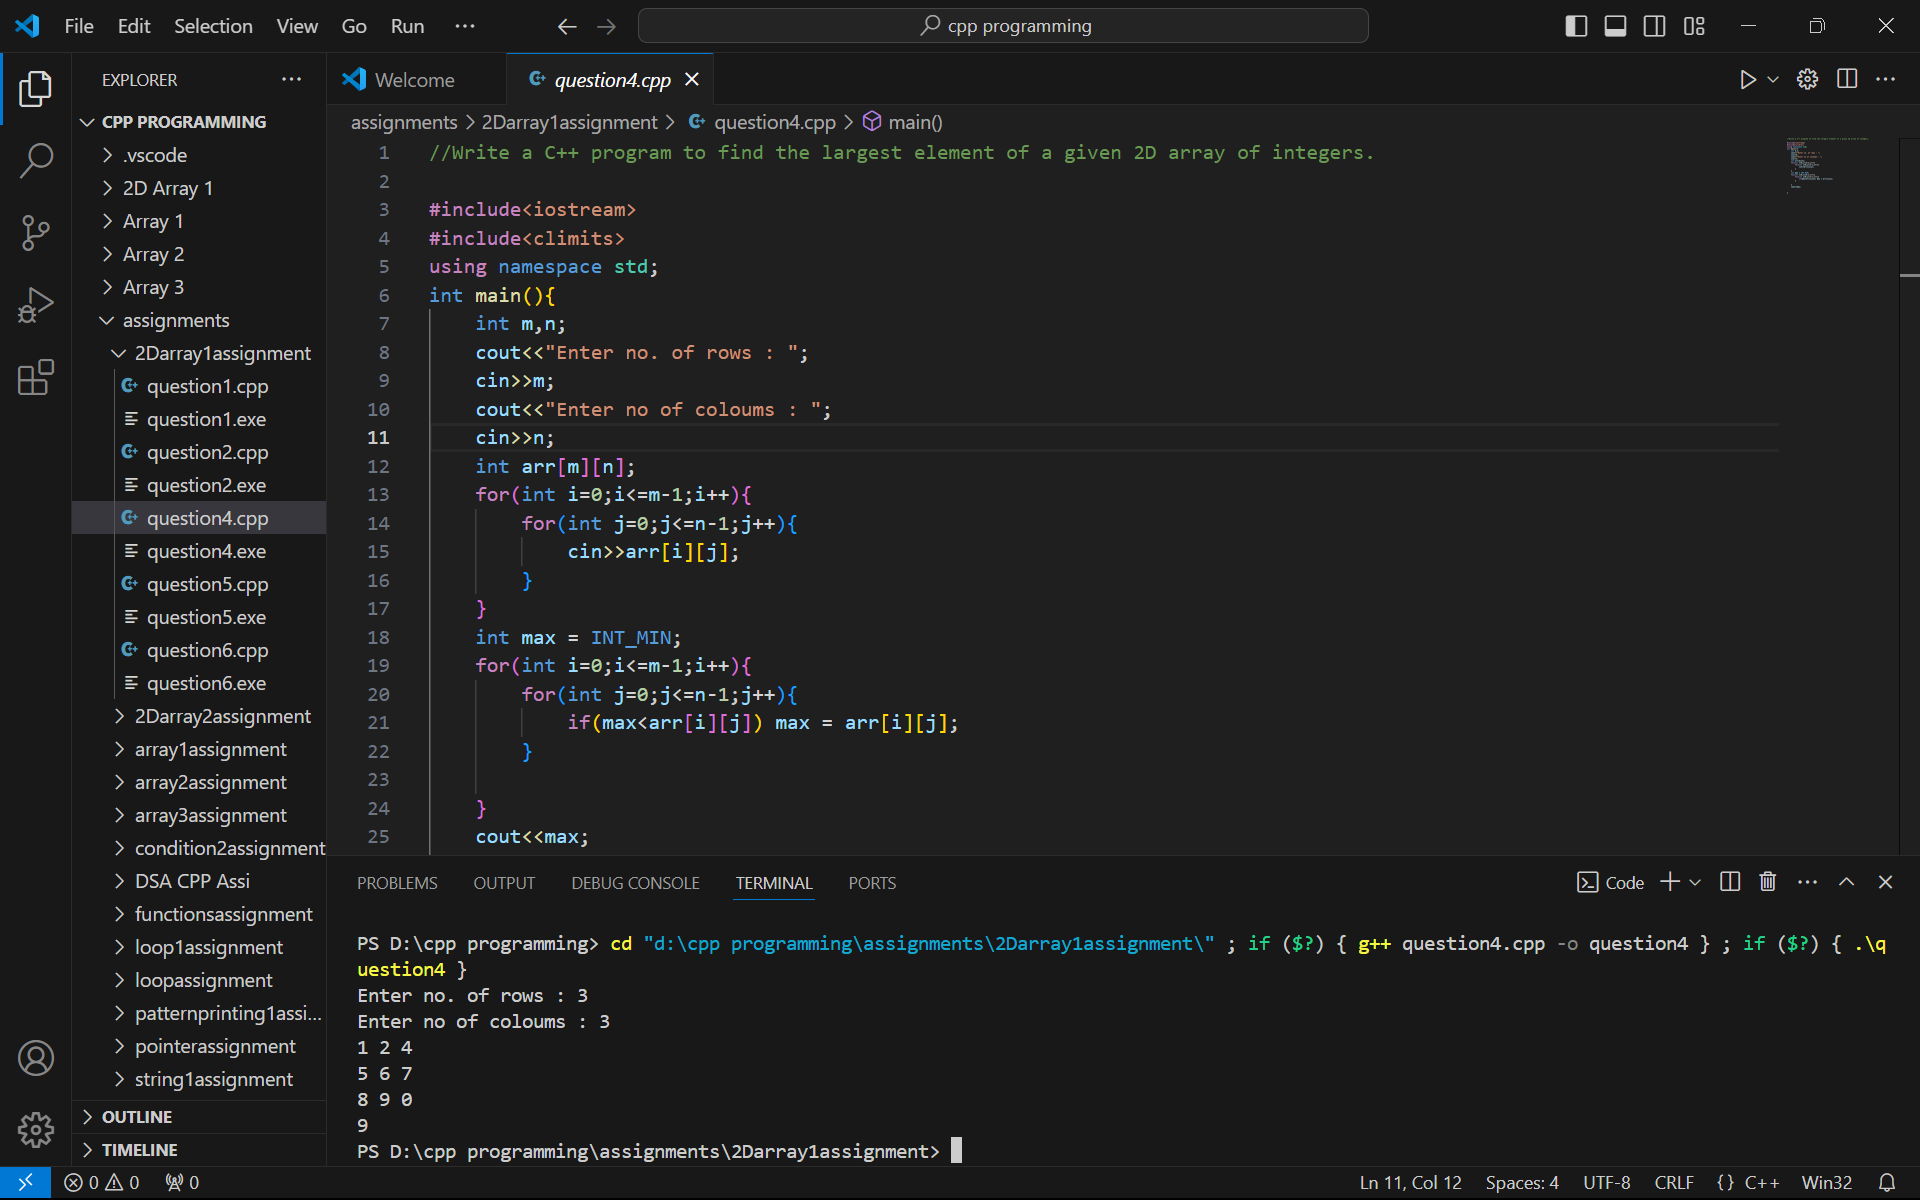 File Edit Selection View Go Run ··· cpp programming
EXPLORER
CPP PROGRAMMING
.vscode
2D Array 1
Array 1
Array 2
Array 3
assignments
2Darray1assignment
question1.cpp
question1.exe
question2.cpp
question2.exe
question4.cpp
question4.exe
question5.cpp
question5.exe
question6.cpp
question6.exe
2Darray2assignment
array1assignment
array2assignment
array3assignment
condition2assignment
DSA CPP Assi
functionsassignment
loop1assignment
loopassignment
patternprinting1assi...
pointerassignment
string1assignment
OUTLINE
TIMELINE
Welcome question4.cpp
assignments > 2Darray1assignment > question4.cpp > main()
1 //Write a C++ program to find the largest element of a given 2D array of integers.
2
3 #include<iostream>
4 #include<climits>
5 using namespace std;
6 int main(){
7 int m,n;
8 cout<<"Enter no. of rows : ";
9 cin>>m;
10 cout<<"Enter no of coloums : ";
11 cin>>n;
12 int arr[m][n];
13 for(int i=0;i<=m-1;i++){
14 for(int j=0;j<=n-1;j++){
15 cin>>arr[i][j];
16 }
17 }
18 int max = INT_MIN;
19 for(int i=0;i<=m-1;i++){
20 for(int j=0;j<=n-1;j++){
21 if(max<arr[i][j]) max = arr[i][j];
22 }
23
24 }
25 cout<<max;
PROBLEMS OUTPUT DEBUG CONSOLE TERMINAL PORTS Code
PS D:\cpp programming> cd "d:\cpp programming\assignments\2Darray1assignment\" ; if ($?) { g++ question4.cpp -o question4 } ; if ($?) { .\q
uestion4 }
Enter no. of rows : 3
Enter no of coloums : 3
1 2 4
5 6 7
8 9 0
9
PS D:\cpp programming\assignments\2Darray1assignment>
0 0 0 Ln 11, Col 12 Spaces: 4 UTF-8 CRLF {} C++ Win32